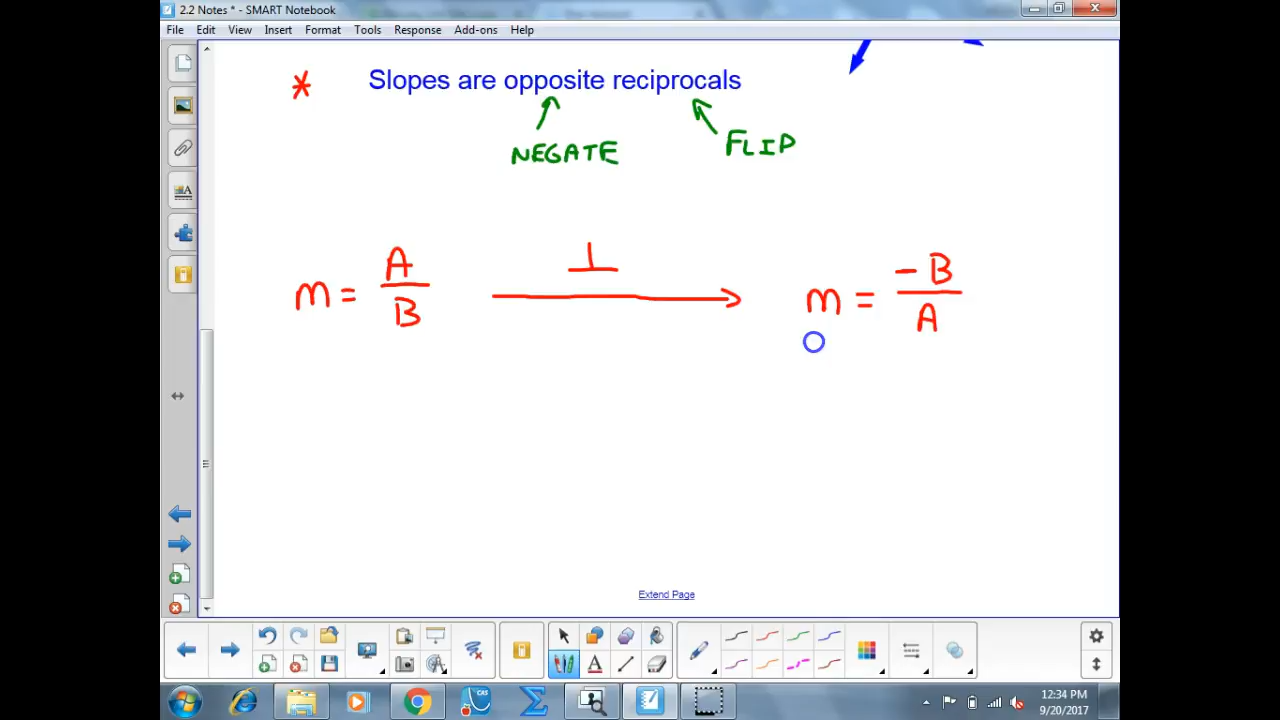 2.2 Notes * - SMART Notebook
File Edit View Insert Format Tools Response Add-ons Help
* Slopes are opposite reciprocals
NEGATE FLIP
m = A/B ⊥ → m = -B/A
Extend Page
CAS
12:34 PM
9/20/2017